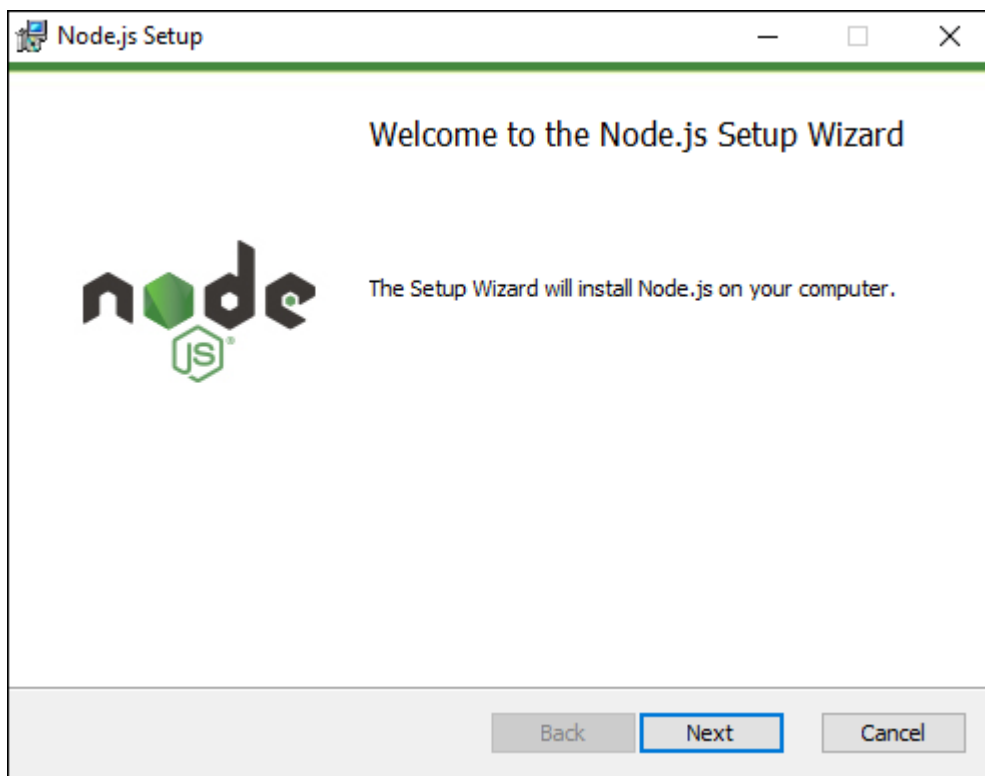 Node.js Setup
Welcome to the Node.js Setup Wizard
The Setup Wizard will install Node.js on your computer.
node
JS®
Back
Next
Cancel